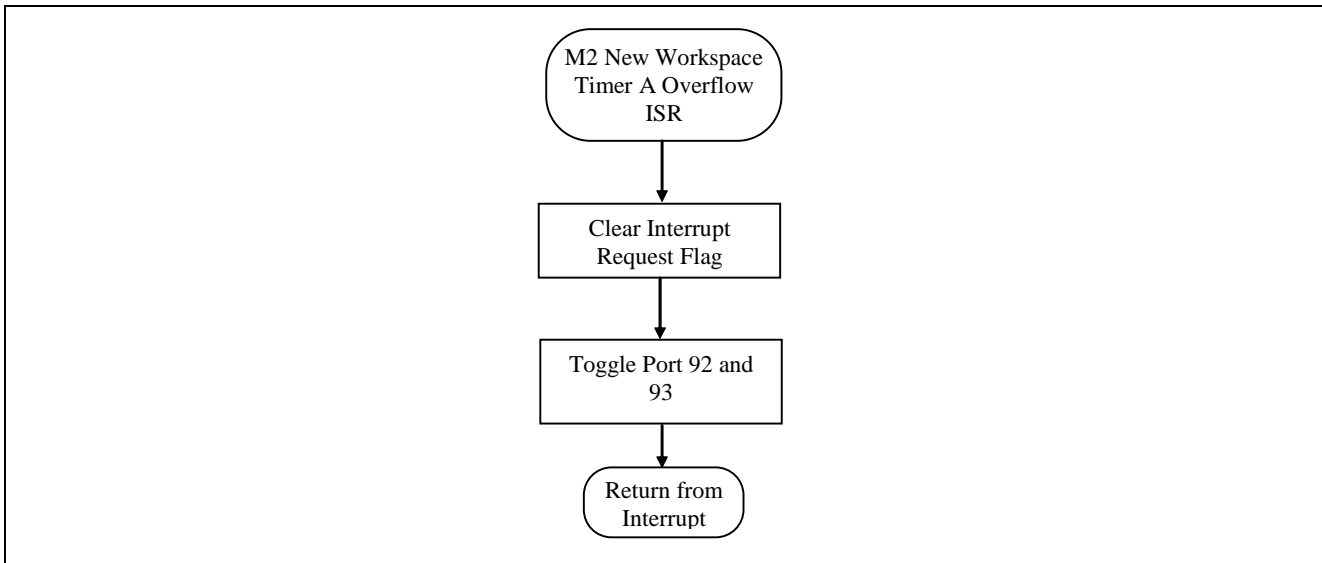 M2 New Workspace
Timer A Overflow
ISR
Clear Interrupt
Request Flag
Toggle Port 92 and
93
Return from
Interrupt